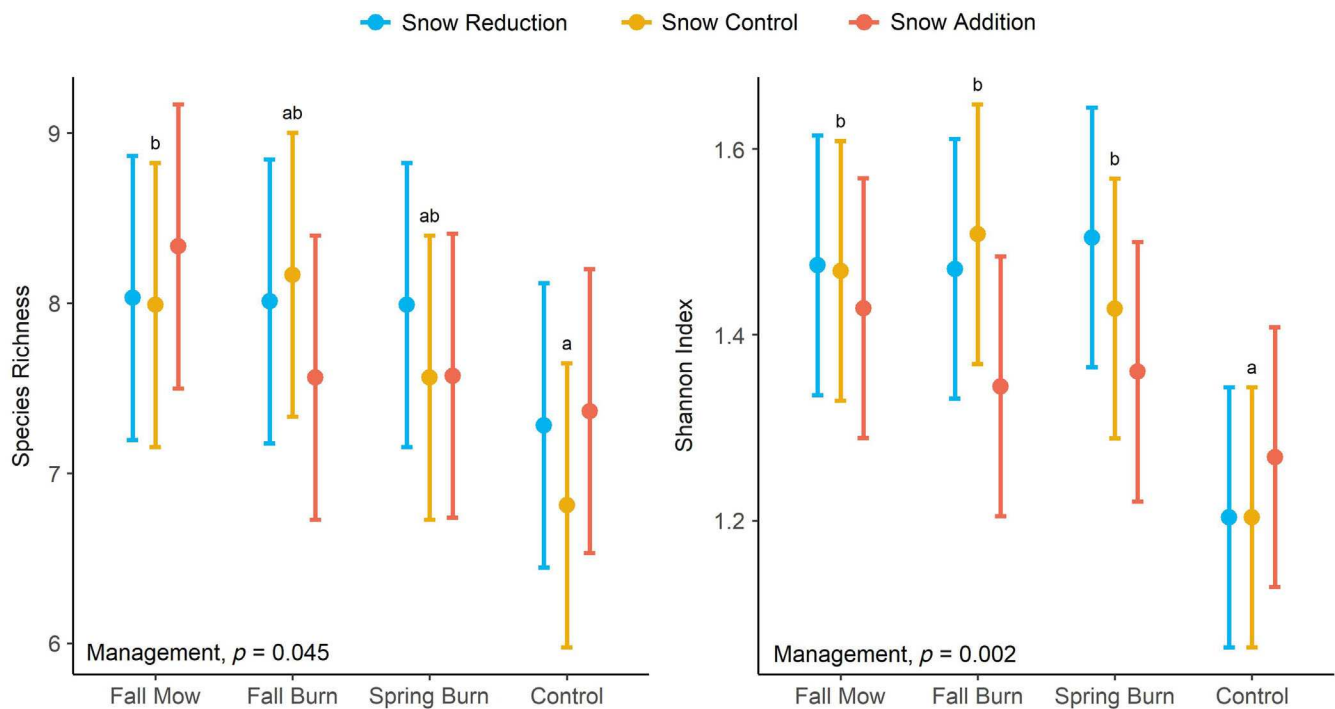 Snow Reduction Snow Control Snow Addition
Species Richness
9
8
7
6
b
ab
ab
a
Management, p = 0.045
Fall Mow Fall Burn Spring Burn Control
Shannon Index
1.6
1.4
1.2
b
b
b
a
Management, p = 0.002
Fall Mow Fall Burn Spring Burn Control